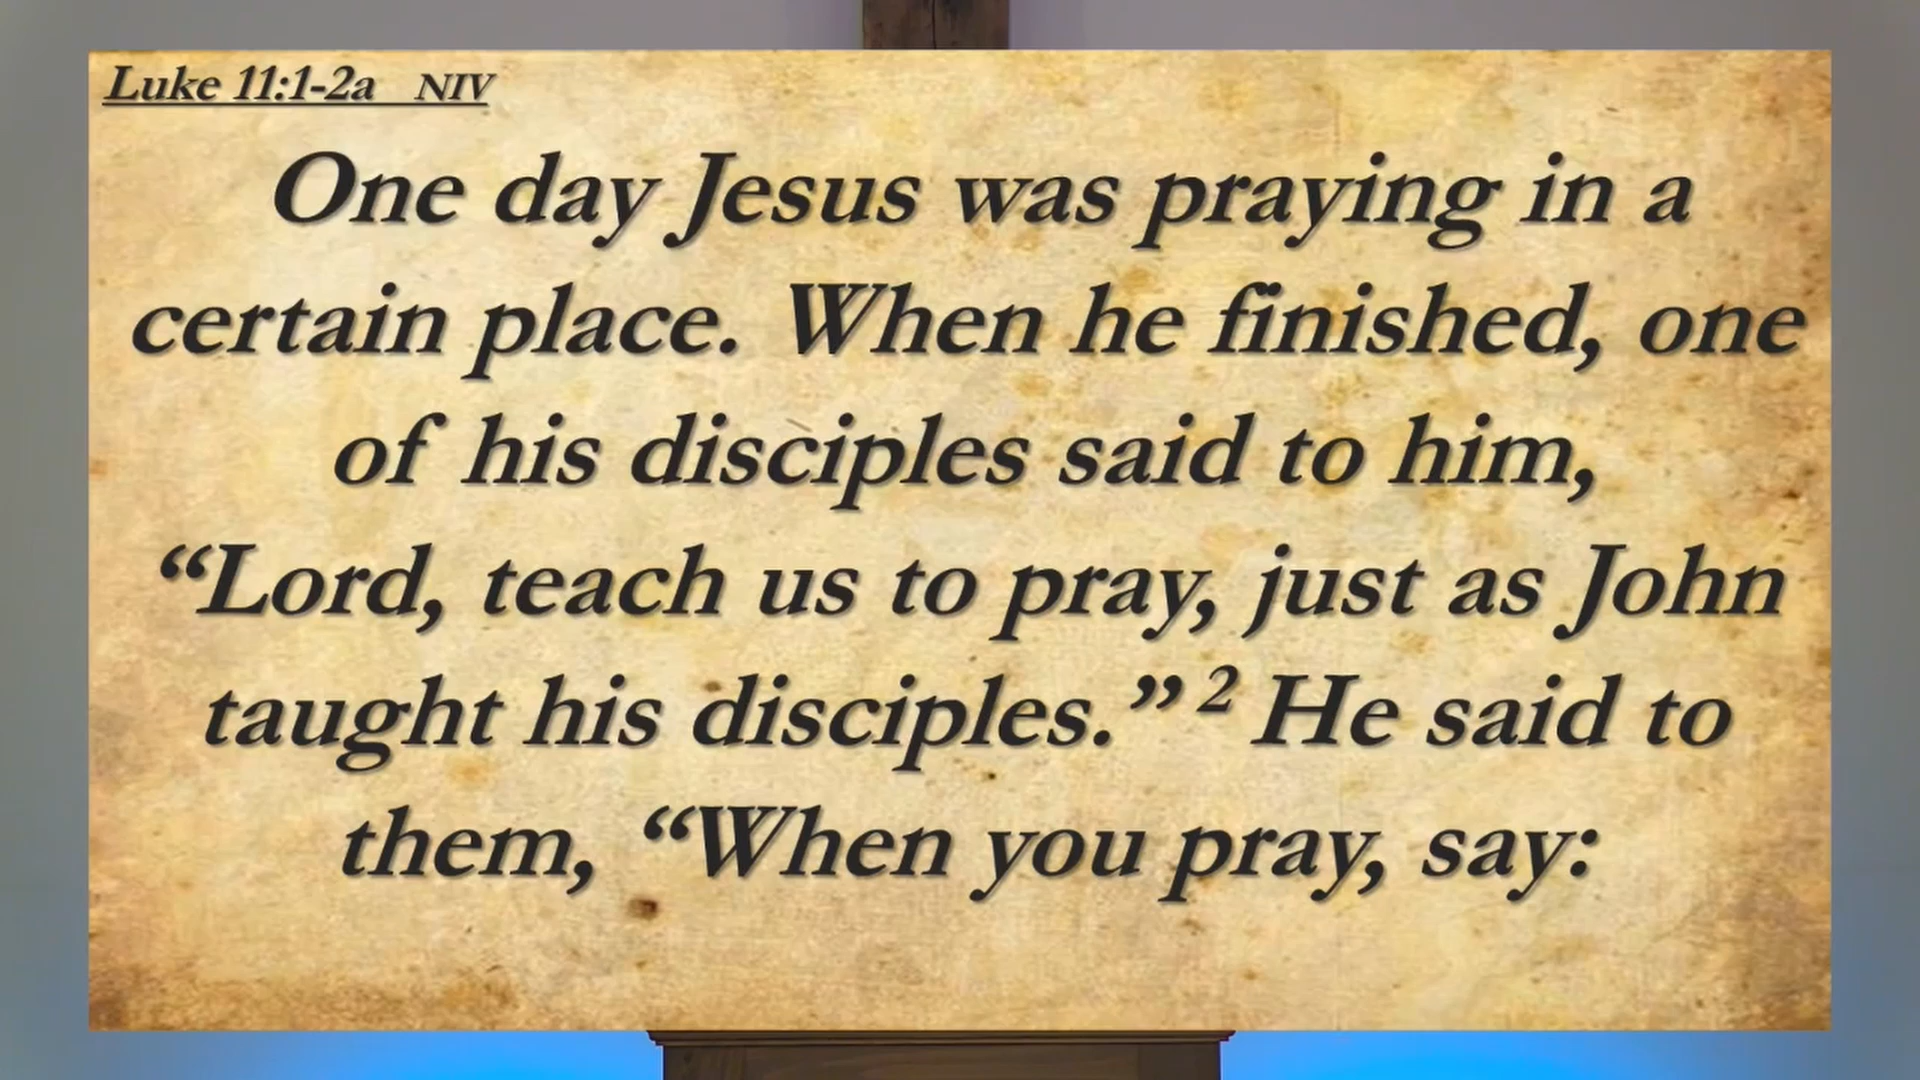 Luke 11:1-2a NIV
One day Jesus was praying in a
certain place. When he finished, one
of his disciples said to him,
“Lord, teach us to pray, just as John
taught his disciples.” ² He said to
them, “When you pray, say: